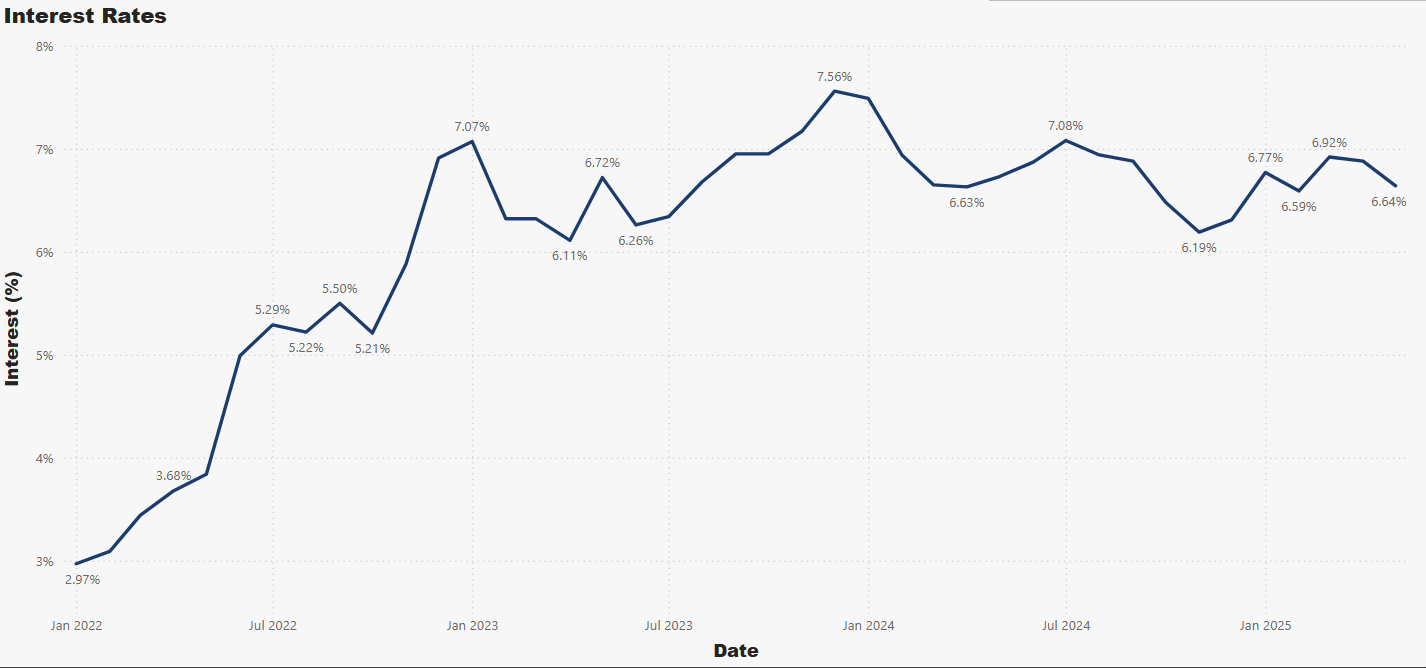 Interest Rates
8%
7%
6%
5%
4%
3%
Interest (%)
2.97%
3.68%
5.29%
5.22%
5.50%
5.21%
7.07%
6.11%
6.72%
6.26%
7.56%
6.63%
7.08%
6.19%
6.77%
6.59%
6.92%
6.64%
Jan 2022
Jul 2022
Jan 2023
Jul 2023
Jan 2024
Jul 2024
Jan 2025
Date